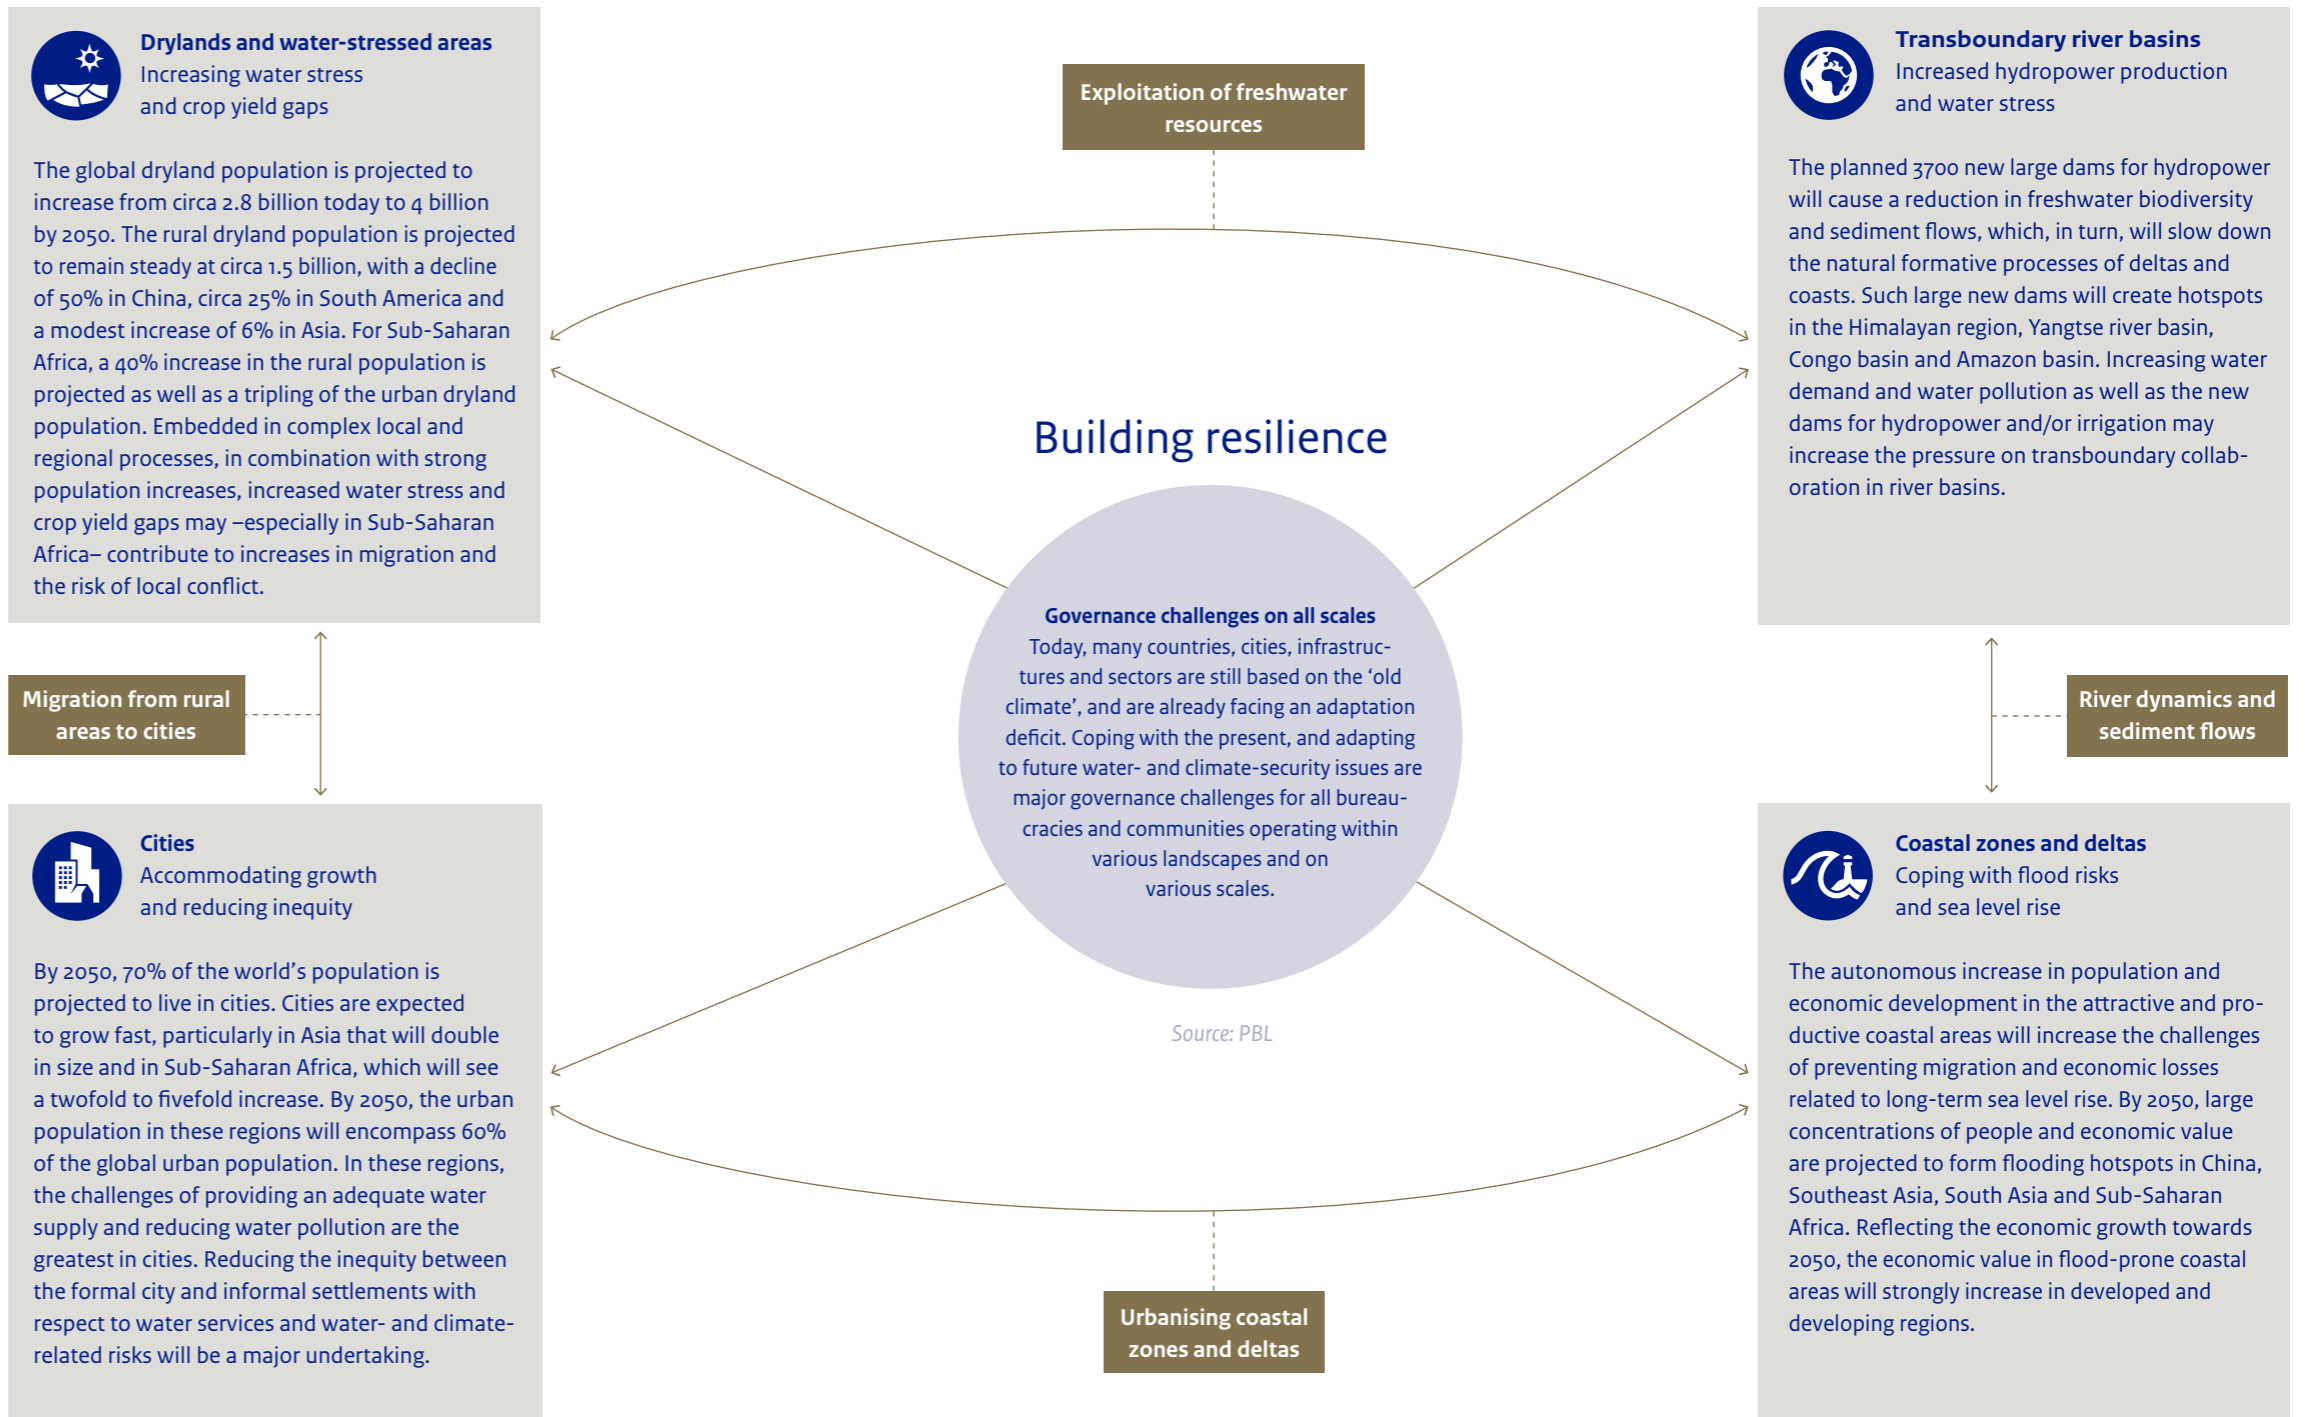 Drylands and water-stressed areas
Increasing water stress
and crop yield gaps
The global dryland population is projected to
increase from circa 2.8 billion today to 4 billion
by 2050. The rural dryland population is projected
to remain steady at circa 1.5 billion, with a decline
of 50% in China, circa 25% in South America and
a modest increase of 6% in Asia. For Sub-Saharan
Africa, a 40% increase in the rural population is
projected as well as a tripling of the urban dryland
population. Embedded in complex local and
regional processes, in combination with strong
population increases, increased water stress and
crop yield gaps may –especially in Sub-Saharan
Africa– contribute to increases in migration and
the risk of local conflict.
Exploitation of freshwater
resources
Transboundary river basins
Increased hydropower production
and water stress
The planned 3700 new large dams for hydropower
will cause a reduction in freshwater biodiversity
and sediment flows, which, in turn, will slow down
the natural formative processes of deltas and
coasts. Such large new dams will create hotspots
in the Himalayan region, Yangtse river basin,
Congo basin and Amazon basin. Increasing water
demand and water pollution as well as the new
dams for hydropower and/or irrigation may
increase the pressure on transboundary collab-
oration in river basins.
Building resilience
Governance challenges on all scales
Today, many countries, cities, infrastruc-
tures and sectors are still based on the ‘old
climate’, and are already facing an adaptation
deficit. Coping with the present, and adapting
to future water- and climate-security issues are
major governance challenges for all bureau-
cracies and communities operating within
various landscapes and on
various scales.
Source: PBL
Migration from rural
areas to cities
River dynamics and
sediment flows
Cities
Accommodating growth
and reducing inequity
By 2050, 70% of the world’s population is
projected to live in cities. Cities are expected
to grow fast, particularly in Asia that will double
in size and in Sub-Saharan Africa, which will see
a twofold to fivefold increase. By 2050, the urban
population in these regions will encompass 60%
of the global urban population. In these regions,
the challenges of providing an adequate water
supply and reducing water pollution are the
greatest in cities. Reducing the inequity between
the formal city and informal settlements with
respect to water services and water- and climate-
related risks will be a major undertaking.
Urbanising coastal
zones and deltas
Coastal zones and deltas
Coping with flood risks
and sea level rise
The autonomous increase in population and
economic development in the attractive and pro-
ductive coastal areas will increase the challenges
of preventing migration and economic losses
related to long-term sea level rise. By 2050, large
concentrations of people and economic value
are projected to form flooding hotspots in China,
Southeast Asia, South Asia and Sub-Saharan
Africa. Reflecting the economic growth towards
2050, the economic value in flood-prone coastal
areas will strongly increase in developed and
developing regions.